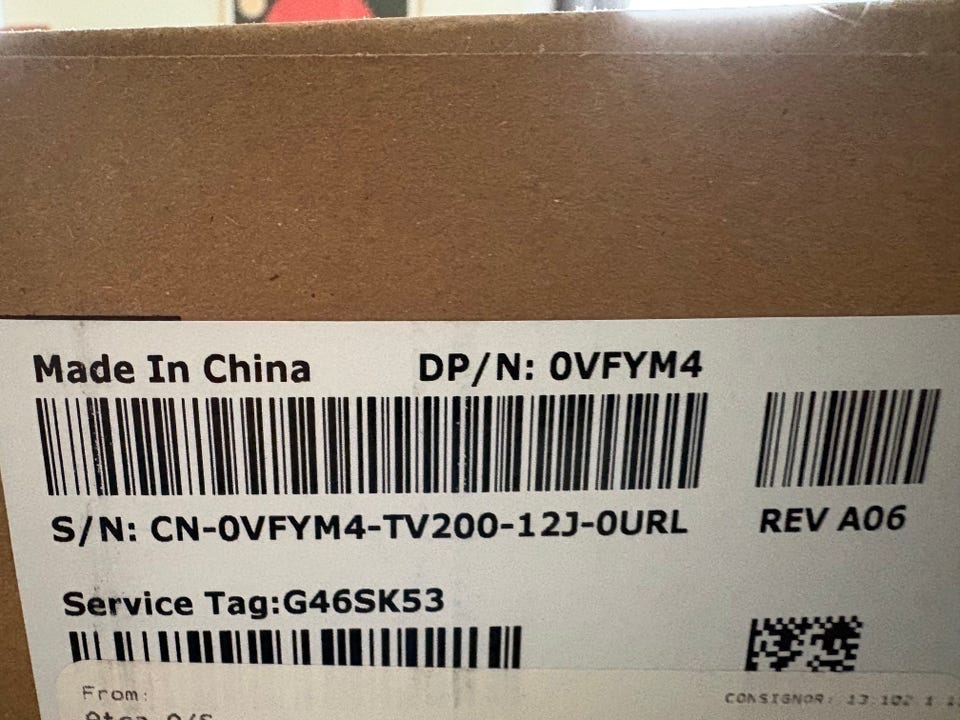 Made In China DP/N: 0VFYM4
S/N: CN-0VFYM4-TV200-12J-0URL REV A06
Service Tag:G46SK53
From:
CONSIGNOR: